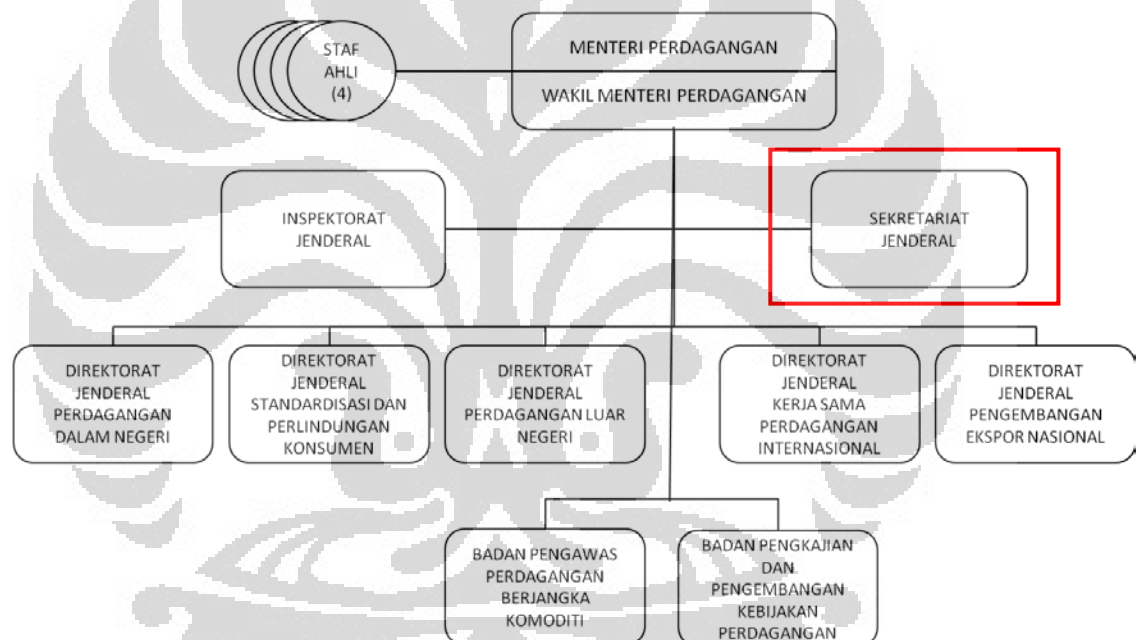 STAF
AHLI
(4)
MENTERI PERDAGANGAN
WAKIL MENTERI PERDAGANGAN
INSPEKTORAT
JENDERAL
SEKRETARIAT
JENDERAL
DIREKTORAT
JENDERAL
PERDAGANGAN
DALAM NEGERI
DIREKTORAT
JENDERAL
STANDARDISASI DAN
PERLINDUNGAN
KONSUMEN
DIREKTORAT
JENDERAL
PERDAGANGAN LUAR
NEGERI
DIREKTORAT
JENDERAL
KERJA SAMA
PERDAGANGAN
INTERNASIONAL
DIREKTORAT
JENDERAL
PENGEMBANGAN
EKSPOR NASIONAL
BADAN PENGAWAS
PERDAGANGAN
BERJANGKA
KOMODITI
BADAN PENGKAJIAN
DAN
PENGEMBANGAN
KEBIJAKAN
PERDAGANGAN